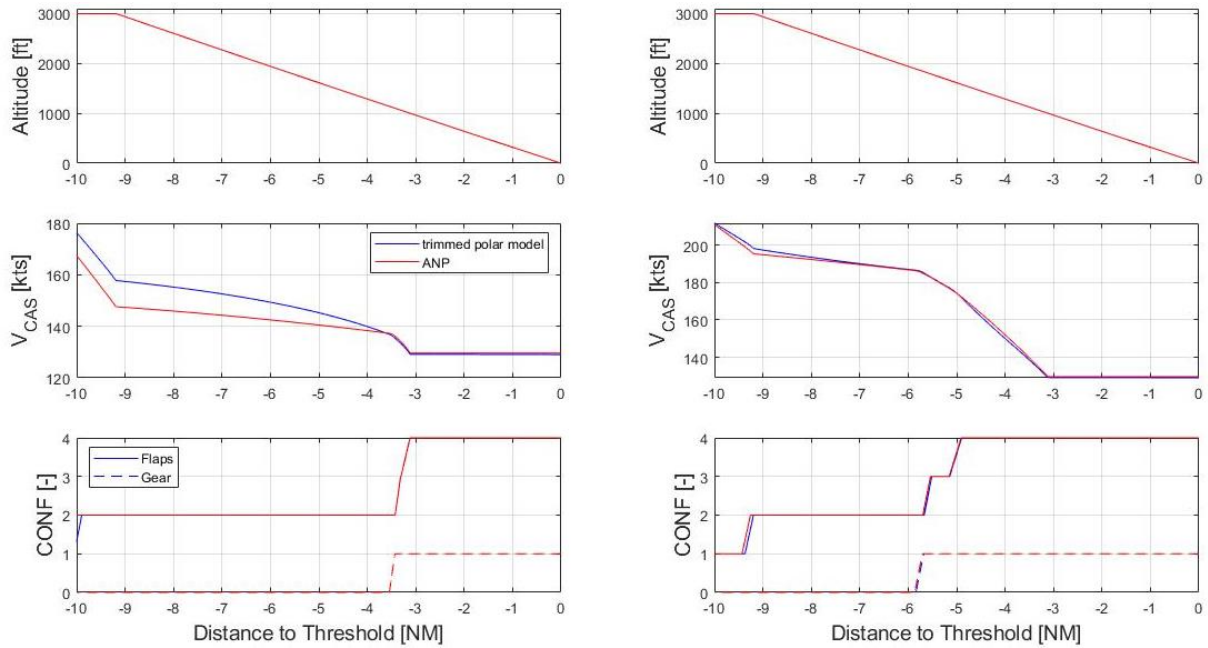 Altitude [ft]
3000
2000
1000
0
-10 -9 -8 -7 -6 -5 -4 -3 -2 -1 0
Altitude [ft]
3000
2000
1000
0
-10 -9 -8 -7 -6 -5 -4 -3 -2 -1 0
V_CAS [kts]
180
160
140
120
trimmed polar model
ANP
-10 -9 -8 -7 -6 -5 -4 -3 -2 -1 0
V_CAS [kts]
200
180
160
140
-10 -9 -8 -7 -6 -5 -4 -3 -2 -1 0
CONF [-]
4
3
2
1
0
Flaps
Gear
-10 -9 -8 -7 -6 -5 -4 -3 -2 -1 0
Distance to Threshold [NM]
CONF [-]
4
3
2
1
0
-10 -9 -8 -7 -6 -5 -4 -3 -2 -1 0
Distance to Threshold [NM]